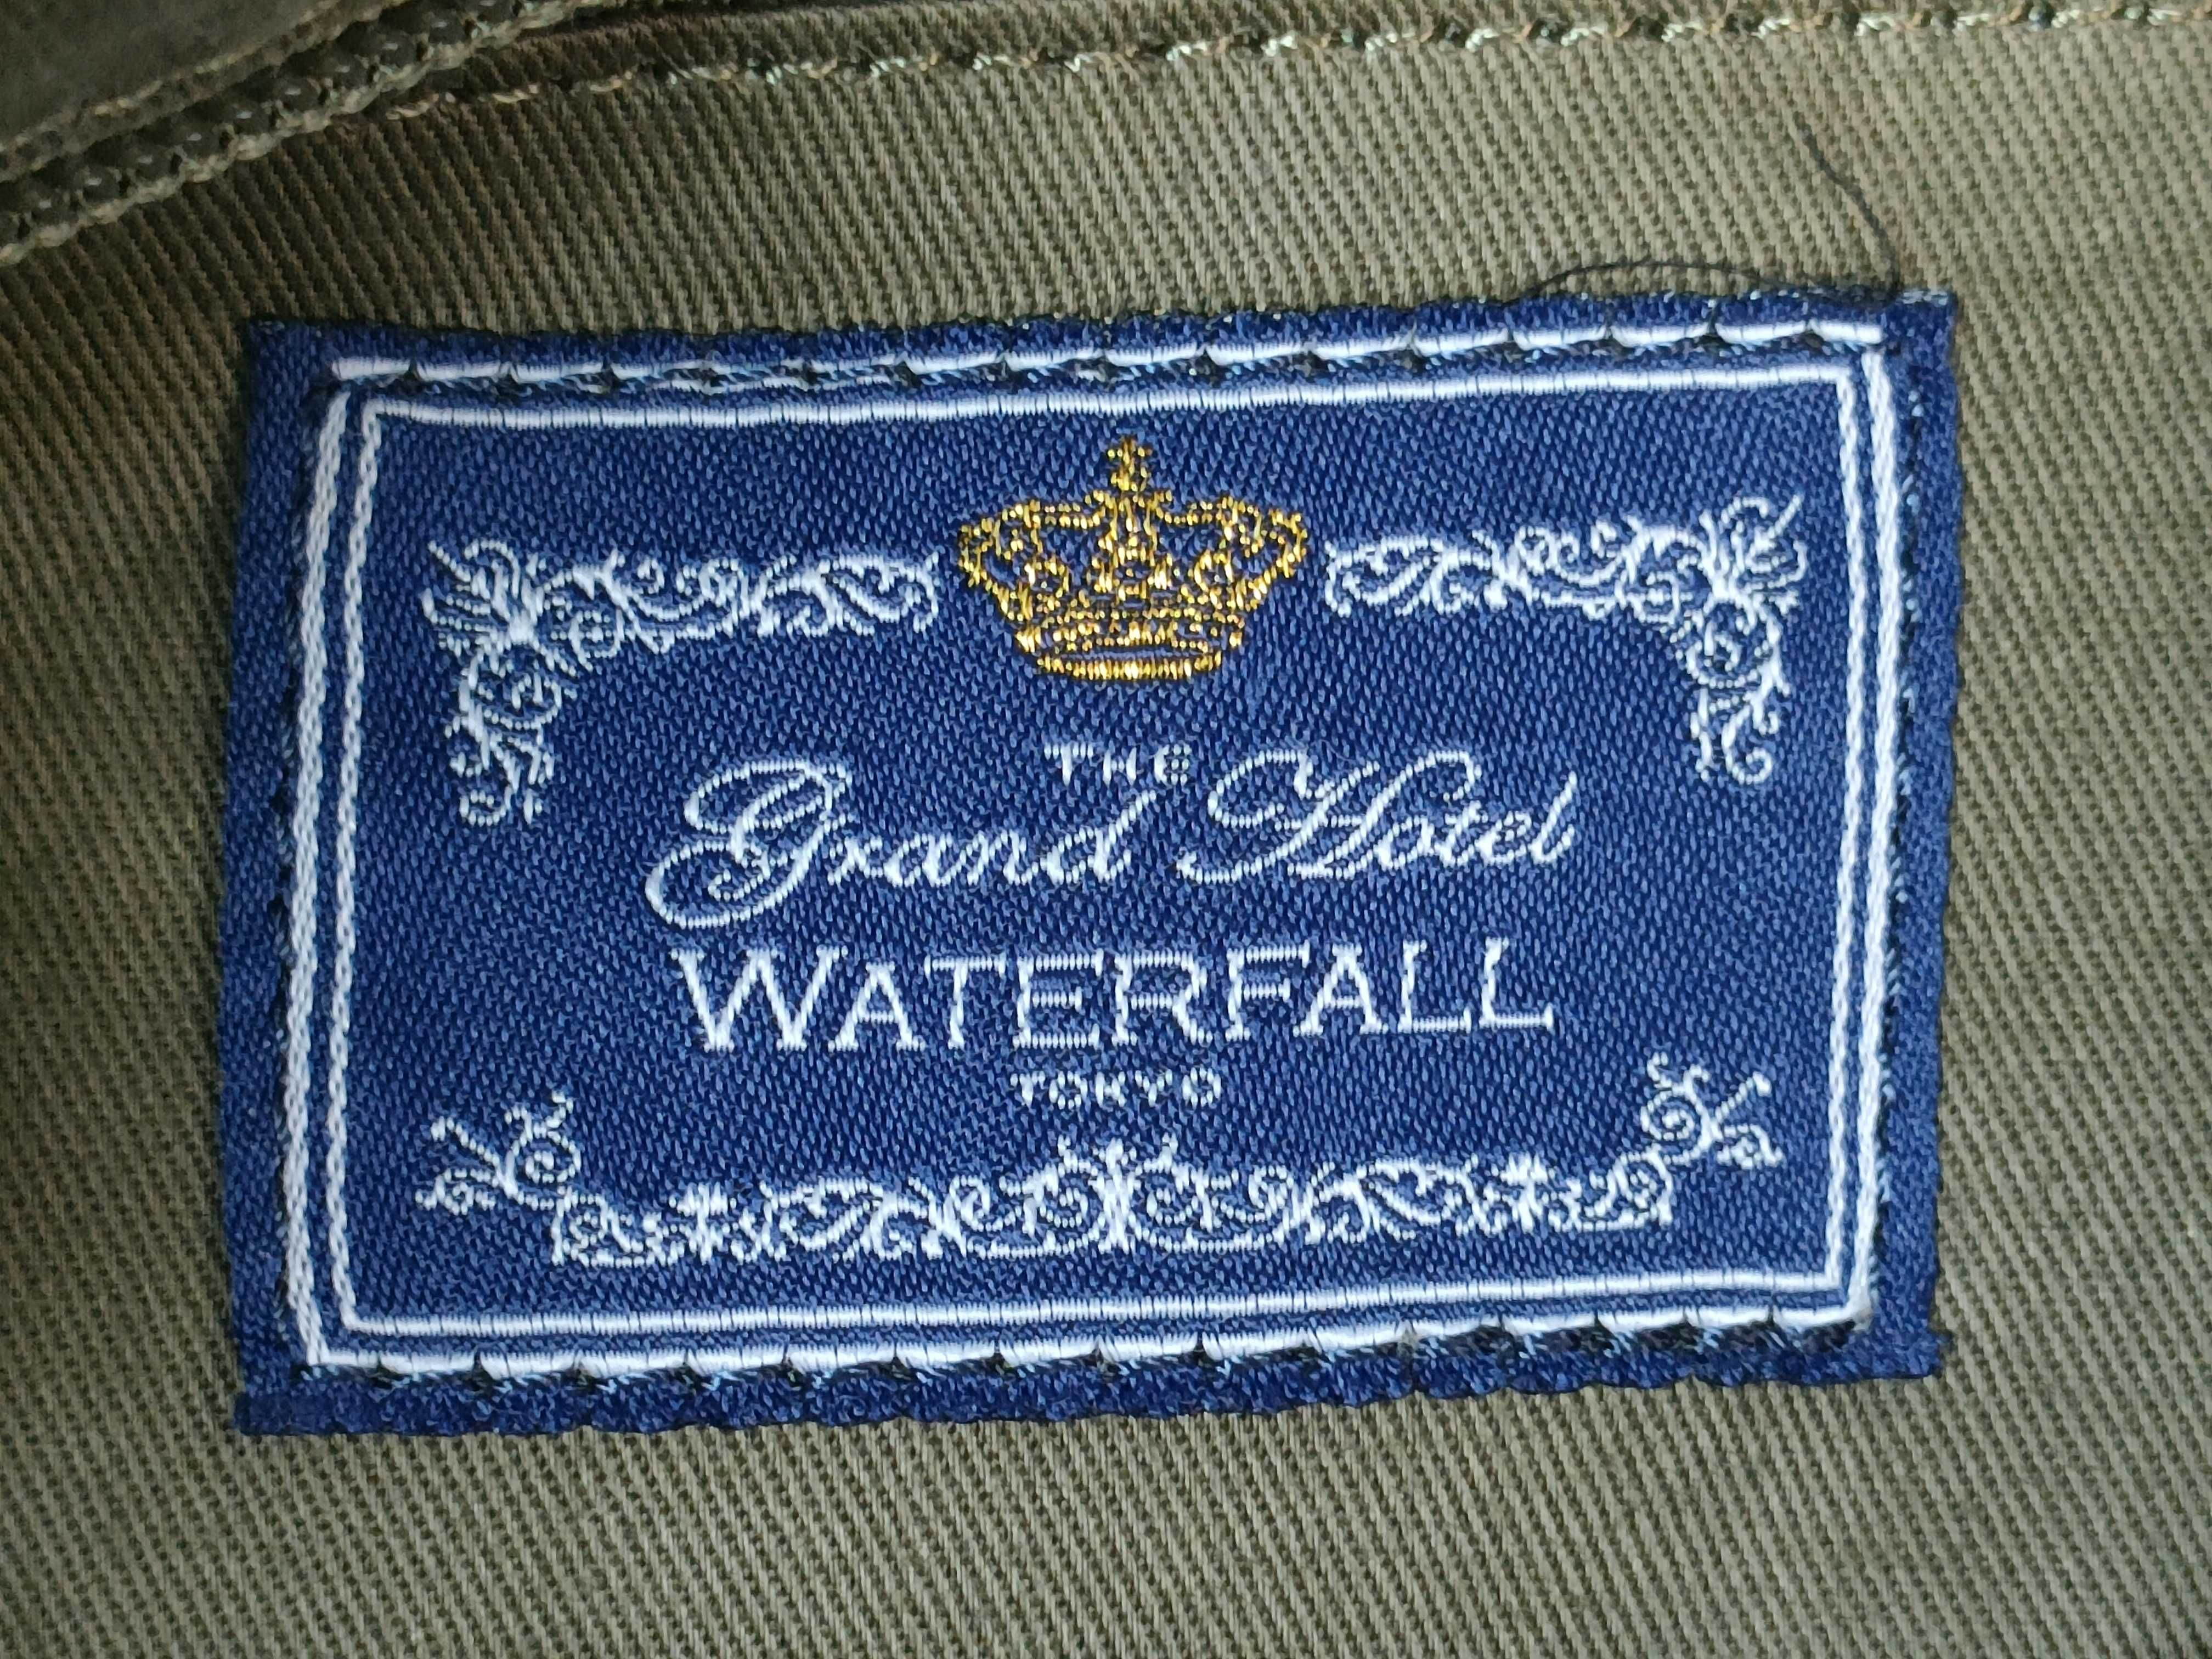 THE
Grand Hotel
WATERFALL
TOKYO